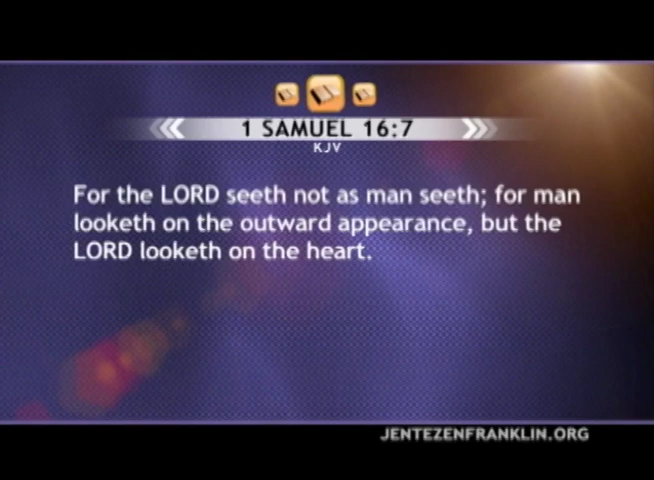 1 SAMUEL 16:7
KJV
For the LORD seeth not as man seeth; for man
looketh on the outward appearance, but the
LORD looketh on the heart.
JENTEZENFRANKLIN.ORG